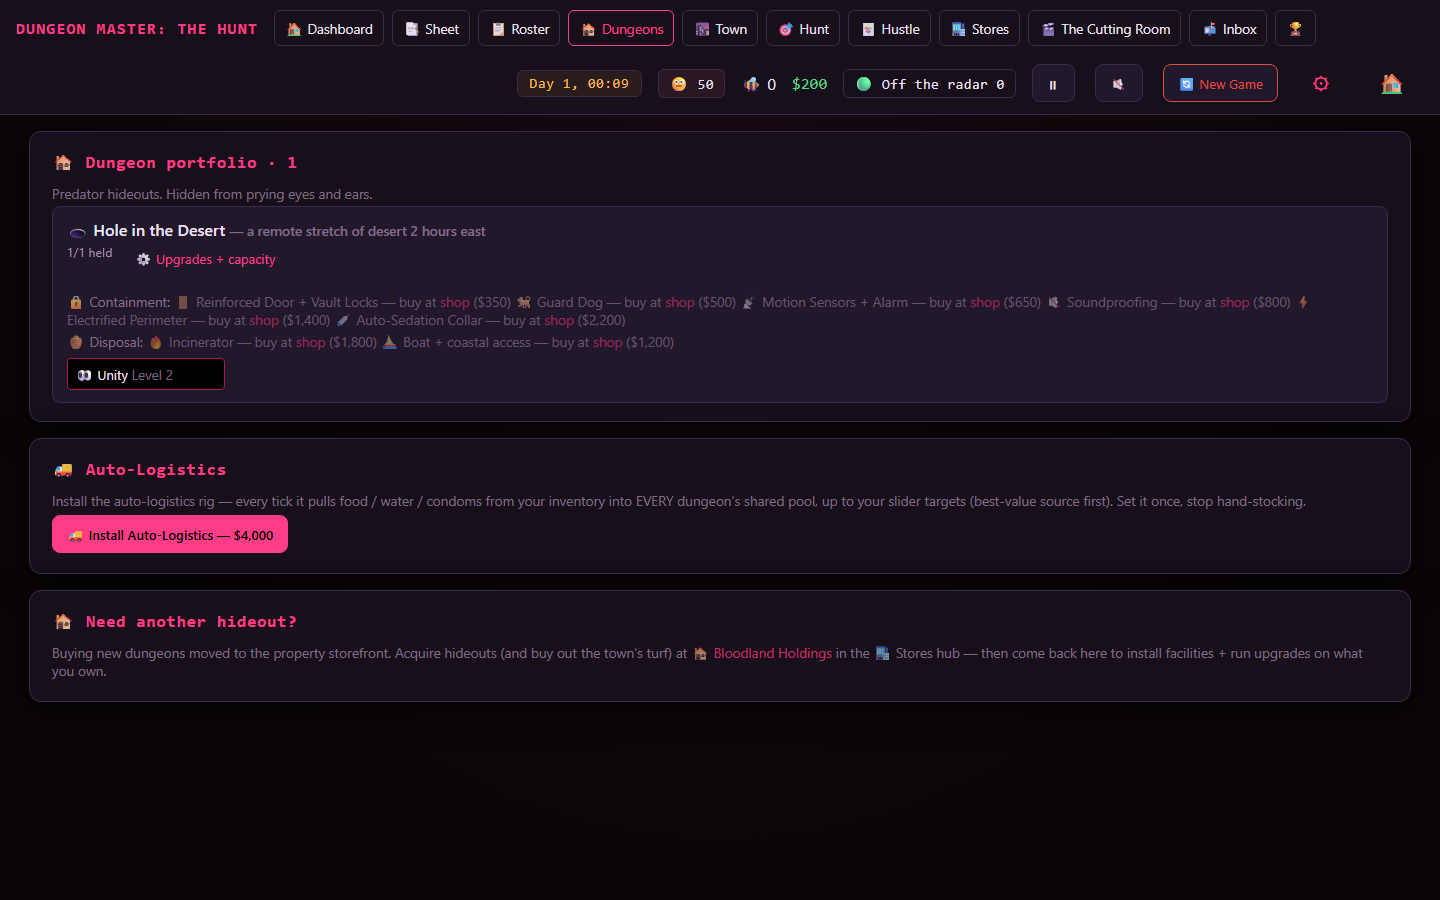 DUNGEON MASTER: THE HUNT Dashboard Sheet Roster Dungeons Town Hunt Hustle Stores The Cutting Room Inbox
Day 1, 00:09 50 0 $200 Off the radar 0 New Game
Dungeon portfolio · 1
Predator hideouts. Hidden from prying eyes and ears.
Hole in the Desert — a remote stretch of desert 2 hours east
1/1 held Upgrades + capacity
Containment: Reinforced Door + Vault Locks — buy at shop ($350) Guard Dog — buy at shop ($500) Motion Sensors + Alarm — buy at shop ($650) Soundproofing — buy at shop ($800)
Electrified Perimeter — buy at shop ($1,400) Auto-Sedation Collar — buy at shop ($2,200)
Disposal: Incinerator — buy at shop ($1,800) Boat + coastal access — buy at shop ($1,200)
Unity Level 2
Auto-Logistics
Install the auto-logistics rig — every tick it pulls food / water / condoms from your inventory into EVERY dungeon's shared pool, up to your slider targets (best-value source first). Set it once, stop hand-stocking.
Install Auto-Logistics — $4,000
Need another hideout?
Buying new dungeons moved to the property storefront. Acquire hideouts (and buy out the town's turf) at Bloodland Holdings in the Stores hub — then come back here to install facilities + run upgrades on what
you own.